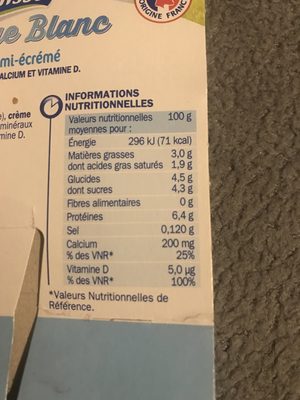 ORIGINE FRANC
e Blanc
mi-écrémé
ALCIUM ET VITAMINE D.
e), crème
minéraux
mine D.
INFORMATIONS
NUTRITIONNELLES
Valeurs nutritionnelles 100 g
moyennes pour :
Énergie 296 kJ (71 kcal)
Matières grasses 3,0 g
dont acides gras saturés 1,9 g
Glucides 4,5 g
dont sucres 4,3 g
Fibres alimentaires 0 g
Protéines 6,4 g
Sel 0,120 g
Calcium 200 mg
% des VNR* 25%
Vitamine D 5,0 µg
% des VNR* 100%
*Valeurs Nutritionnelles de
Référence.